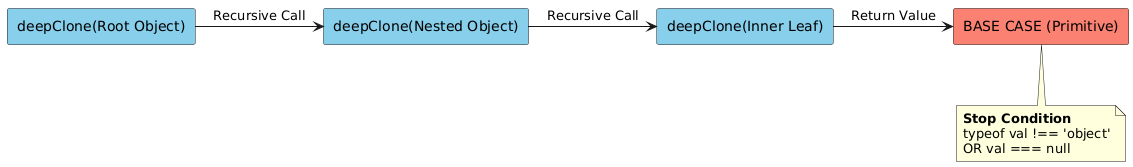 deepClone(Root Object)
Recursive Call
deepClone(Nested Object)
Recursive Call
deepClone(Inner Leaf)
Return Value
BASE CASE (Primitive)
Stop Condition
typeof val !== 'object'
OR val === null